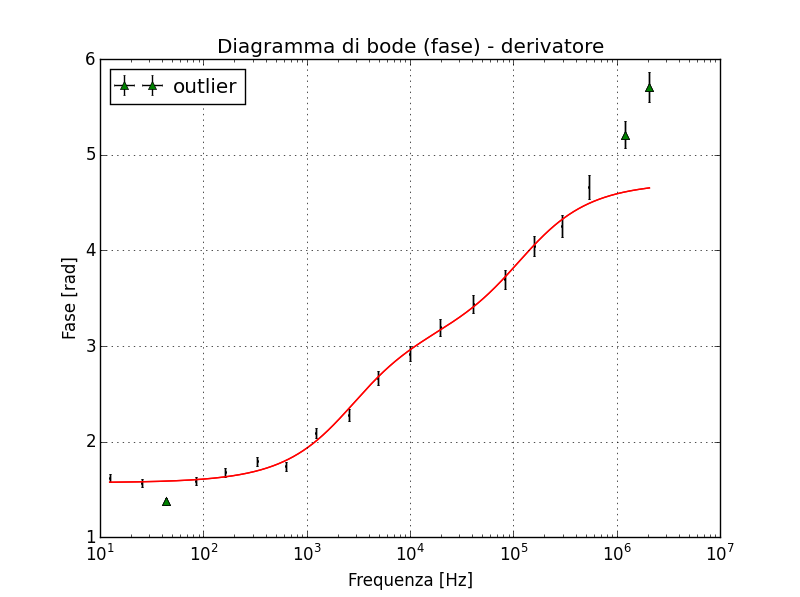 Diagramma di bode (fase) - derivatore
outlier
6
5
4
3
2
1
Fase [rad]
10^1 10^2 10^3 10^4 10^5 10^6 10^7
Frequenza [Hz]